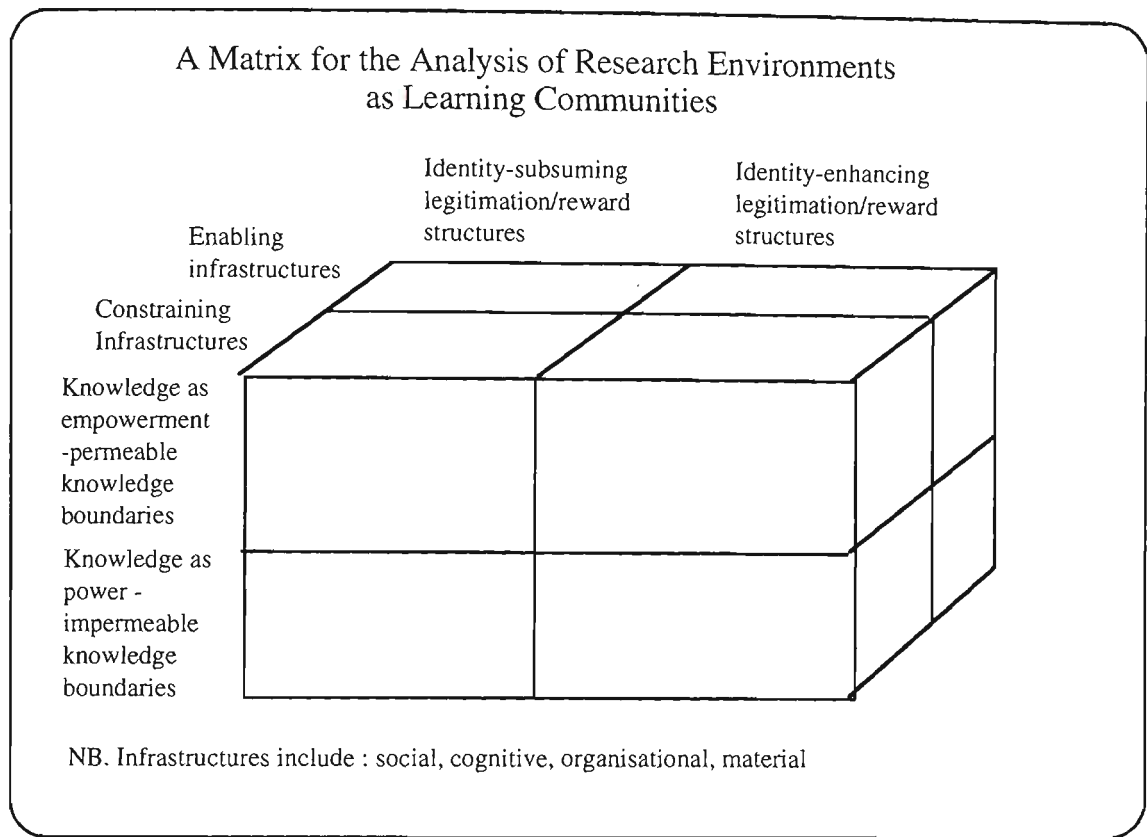 A Matrix for the Analysis of Research Environments
as Learning Communities
Identity-subsuming
legitimation/reward
structures
Identity-enhancing
legitimation/reward
structures
Enabling
infrastructures
Constraining
Infrastructures
Knowledge as
empowerment
-permeable
knowledge
boundaries
Knowledge as
power -
impermeable
knowledge
boundaries
NB. Infrastructures include : social, cognitive, organisational, material